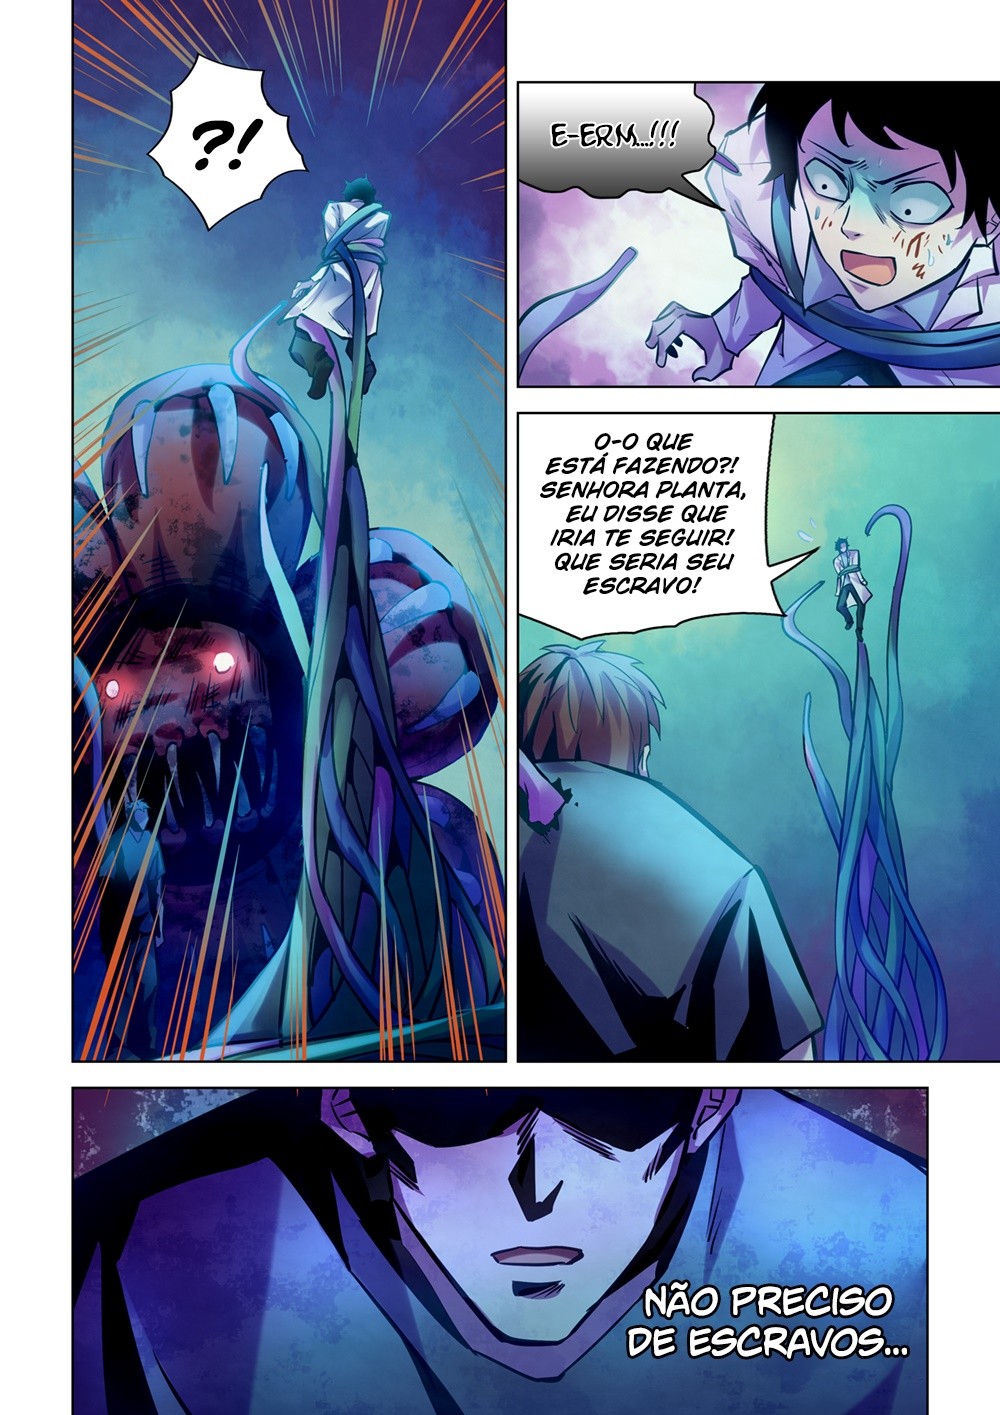 ?!
E-ERM...!!!
O-O QUE
ESTÁ FAZENDO?!
SENHORA PLANTA,
EU DISSE QUE
IRIA TE SEGUIR!
QUE SERIA SEU
ESCRAVO!
NÃO PRECISO
DE ESCRAVOS...